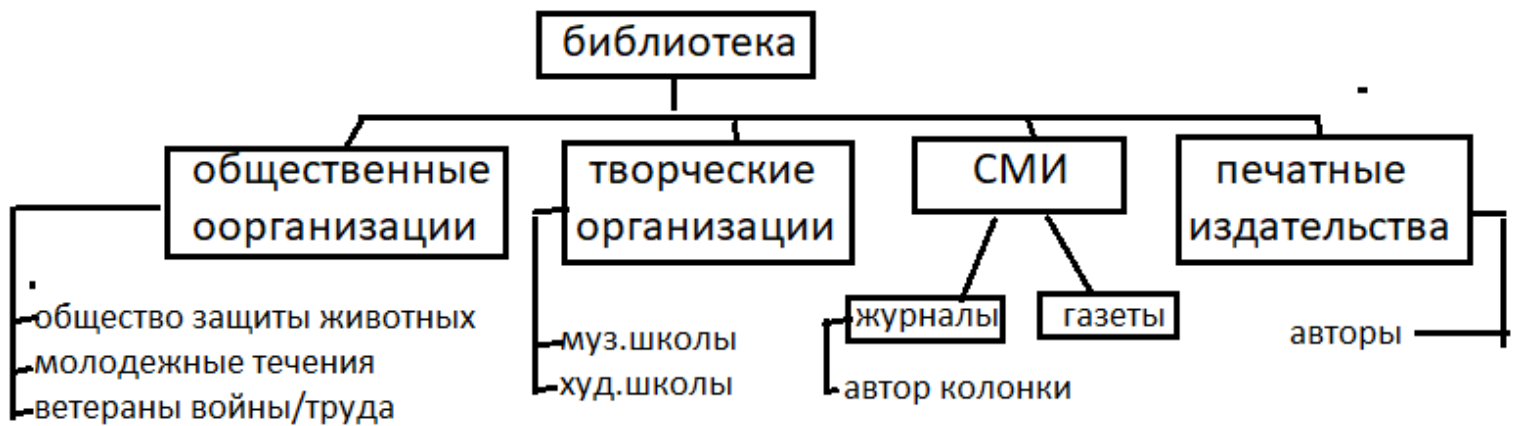 библиотека
общественные
оорганизации
творческие
организации
СМИ
печатные
издательства
общество защиты животных
молодежные течения
ветераны войны/труда
муз.школы
худ.школы
журналы
газеты
автор колонки
авторы